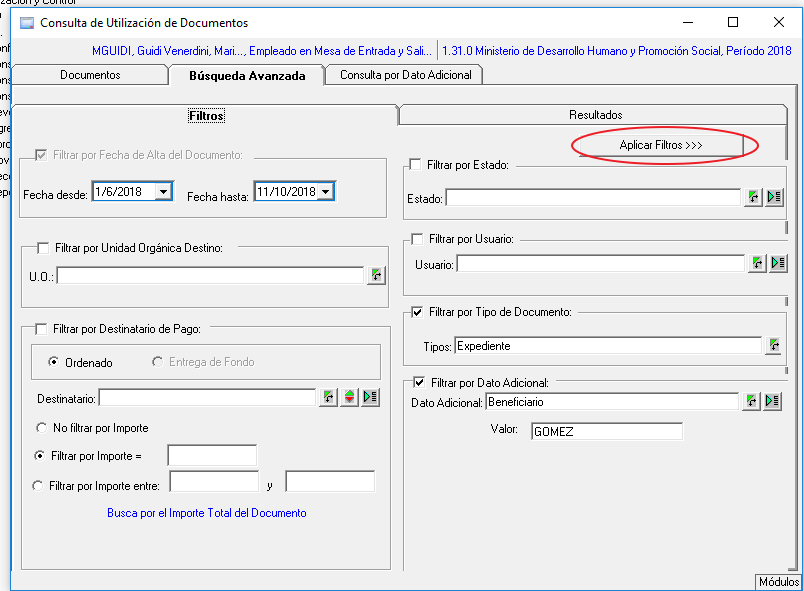 zación y Control
Consulta de Utilización de Documentos
MGUIDI, Guidi Venerdini, Mari..., Empleado en Mesa de Entrada y Sali... 1.31.0 Ministerio de Desarrollo Humano y Promoción Social, Período 2018
Documentos Búsqueda Avanzada Consulta por Dato Adicional
Filtros Resultados
Aplicar Filtros >>>
Filtrar por Fecha de Alta del Documento:
Fecha desde: 1/6/2018 Fecha hasta: 11/10/2018
Filtrar por Unidad Orgánica Destino:
U.O.:
Filtrar por Destinatario de Pago:
Ordenado Entrega de Fondo
Destinatario:
No filtrar por Importe
Filtrar por Importe =
Filtrar por Importe entre: y
Busca por el Importe Total del Documento
Filtrar por Estado:
Estado:
Filtrar por Usuario:
Usuario:
Filtrar por Tipo de Documento:
Tipos: Expediente
Filtrar por Dato Adicional:
Dato Adicional: Beneficiario
Valor: GOMEZ
Módulos